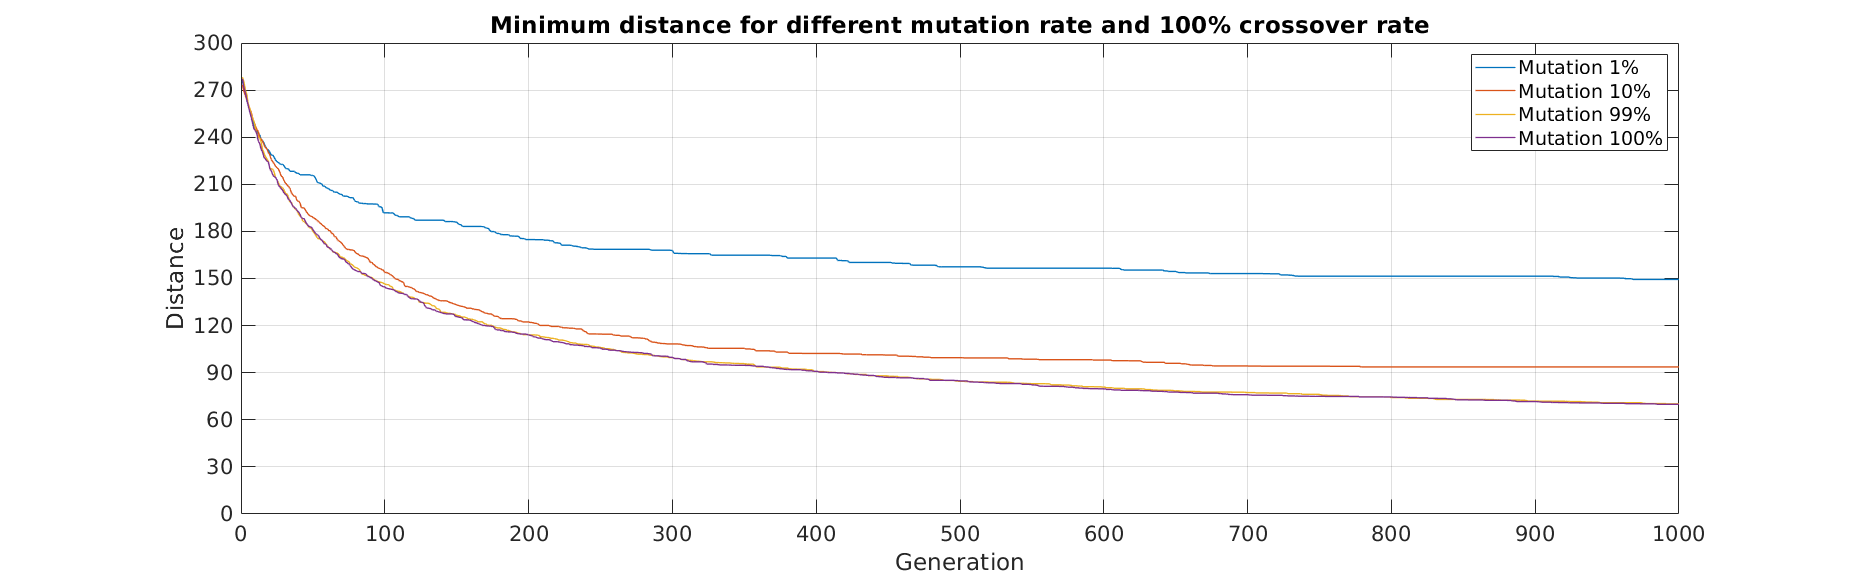 Minimum distance for different mutation rate and 100% crossover rate
300
270
240
210
180
150
120
90
60
30
0
Distance
Mutation 1%
Mutation 10%
Mutation 99%
Mutation 100%
0 100 200 300 400 500 600 700 800 900 1000
Generation